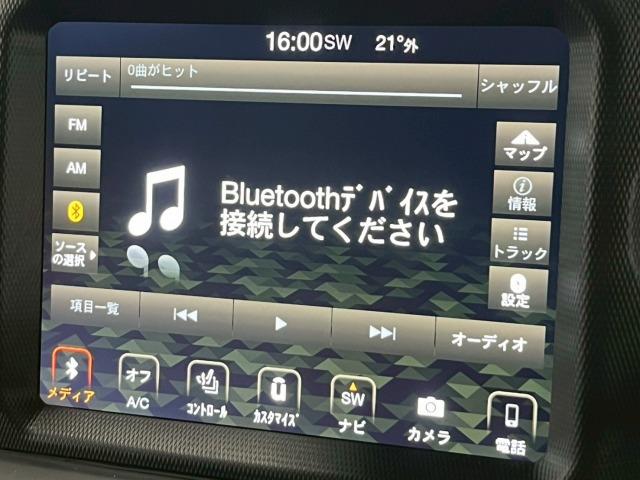 16:00SW 21°外
リピート
0曲がヒット
シャッフル
FM
AM
ソース
の選択
Bluetoothデバイスを
接続してください
マップ
情報
トラック
設定
項目一覧
オーディオ
メディア
オフ
A/C
コントロール
カスタマイズ
SW
ナビ
カメラ
電話